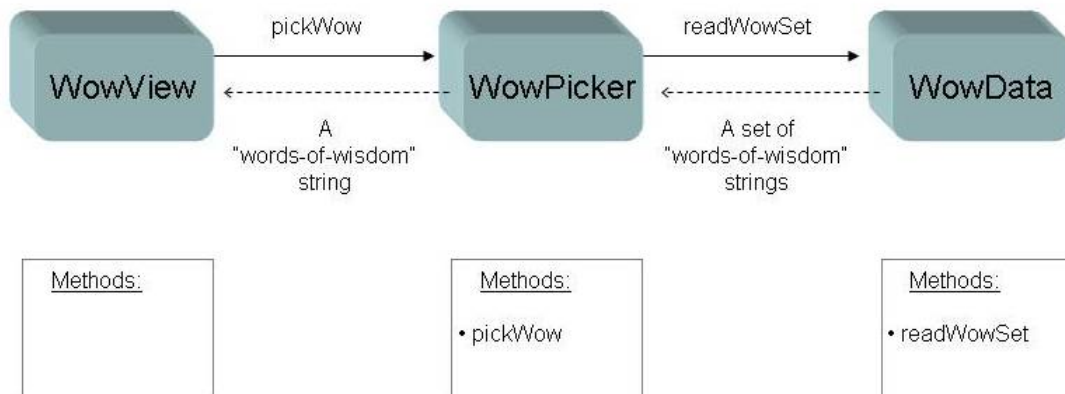 pickWow
readWowSet
WowView
WowPicker
WowData
A
"words-of-wisdom"
string
A set of
"words-of-wisdom"
strings
Methods:
Methods:
• pickWow
Methods:
• readWowSet